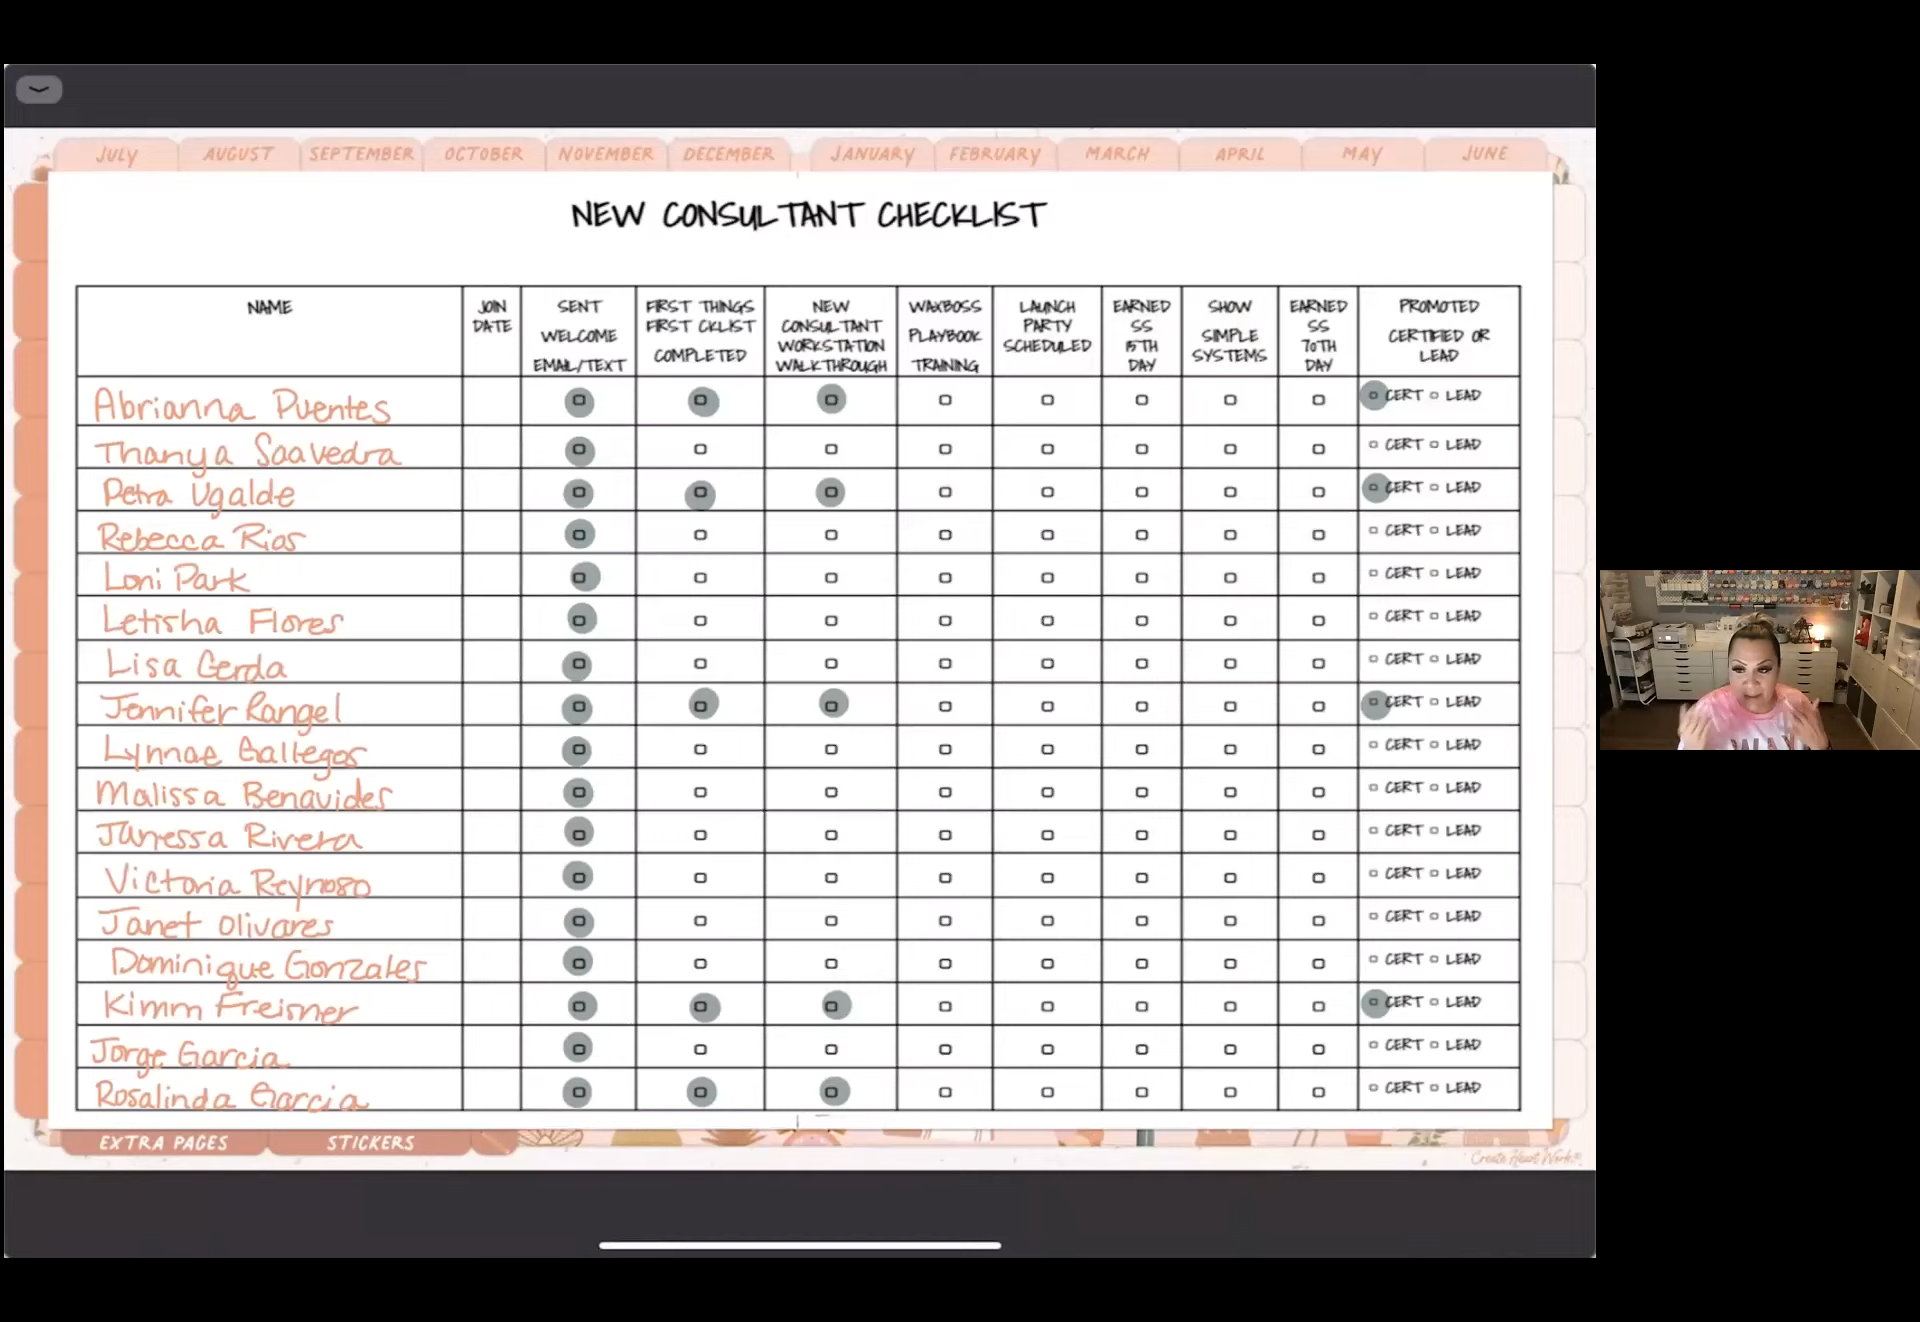 JULY AUGUST SEPTEMBER OCTOBER NOVEMBER DECEMBER JANUARY FEBRUARY MARCH APRIL MAY JUNE
NEW CONSULTANT CHECKLIST
NAME
JOIN
DATE
SENT
WELCOME
EMAIL/TEXT
FIRST THINGS
FIRST CKLIST
COMPLETED
NEW
CONSULTANT
WORKSTATION
WALKTHROUGH
WAXBOSS
PLAYBOOK
TRAINING
LAUNCH
PARTY
SCHEDULED
EARNED
SS
15TH
DAY
SHOW
SIMPLE
SYSTEMS
EARNED
SS
70TH
DAY
PROMOTED
CERTIFIED OR
LEAD
Abrianna Puentes CERT LEAD
Thanya Saavedra CERT LEAD
Petra Ugalde CERT LEAD
Rebecca Rios CERT LEAD
Loni Park CERT LEAD
Letisha Flores CERT LEAD
Lisa Cerda CERT LEAD
Jennifer Rangel CERT LEAD
Lynnae Gallegos CERT LEAD
Malissa Benavides CERT LEAD
Janessa Rivera CERT LEAD
Victoria Reynoso CERT LEAD
Janet Olivares CERT LEAD
Dominique Gonzales CERT LEAD
Kimm Freisner CERT LEAD
Jorge Garcia CERT LEAD
Rosalinda Garcia CERT LEAD
EXTRA PAGES STICKERS
Create Heart Work